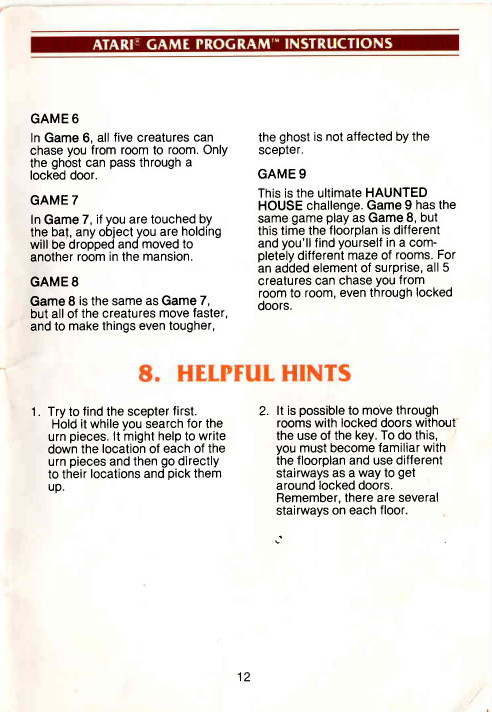 ATARI® GAME PROGRAM™ INSTRUCTIONS
GAME 6
In Game 6, all five creatures can
chase you from room to room. Only
the ghost can pass through a
locked door.
GAME 7
In Game 7, if you are touched by
the bat, any object you are holding
will be dropped and moved to
another room in the mansion.
GAME 8
Game 8 is the same as Game 7,
but all of the creatures move faster,
and to make things even tougher,
the ghost is not affected by the
scepter.
GAME 9
This is the ultimate HAUNTED
HOUSE challenge. Game 9 has the
same game play as Game 8, but
this time the floorplan is different
and you'll find yourself in a com-
pletely different maze of rooms. For
an added element of surprise, all 5
creatures can chase you from
room to room, even through locked
doors.
8. HELPFUL HINTS
1. Try to find the scepter first.
Hold it while you search for the
urn pieces. It might help to write
down the location of each of the
urn pieces and then go directly
to their locations and pick them
up.
2. It is possible to move through
rooms with locked doors without
the use of the key. To do this,
you must become familiar with
the floorplan and use different
stairways as a way to get
around locked doors.
Remember, there are several
stairways on each floor.
12